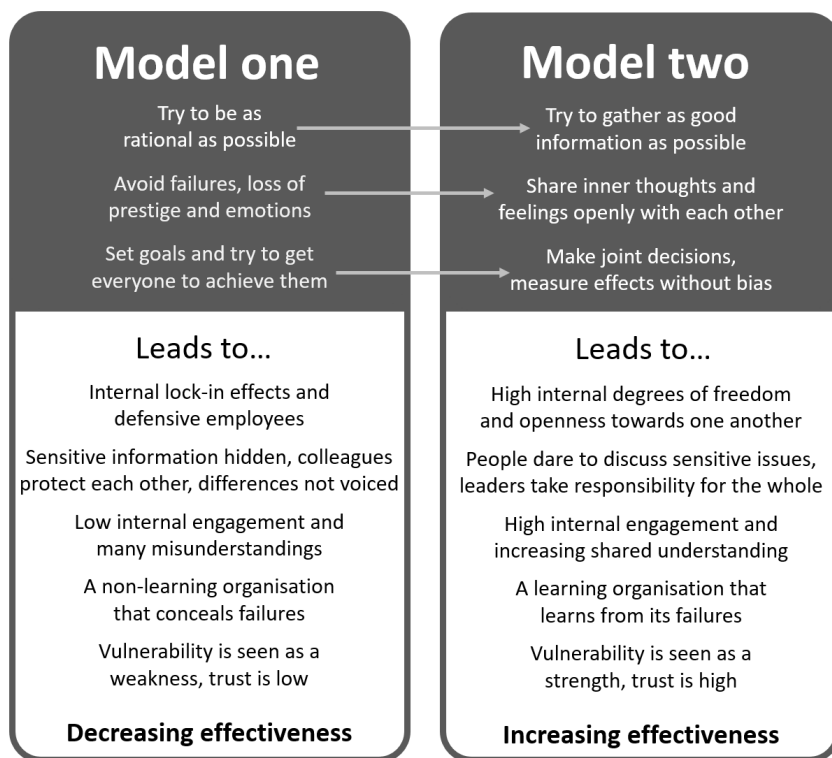 Model one
Try to be as
rational as possible
Avoid failures, loss of
prestige and emotions
Set goals and try to get
everyone to achieve them
Leads to...
Internal lock-in effects and
defensive employees
Sensitive information hidden, colleagues
protect each other, differences not voiced
Low internal engagement and
many misunderstandings
A non-learning organisation
that conceals failures
Vulnerability is seen as a
weakness, trust is low
Decreasing effectiveness
Model two
Try to gather as good
information as possible
Share inner thoughts and
feelings openly with each other
Make joint decisions,
measure effects without bias
Leads to...
High internal degrees of freedom
and openness towards one another
People dare to discuss sensitive issues,
leaders take responsibility for the whole
High internal engagement and
increasing shared understanding
A learning organisation that
learns from its failures
Vulnerability is seen as a
strength, trust is high
Increasing effectiveness